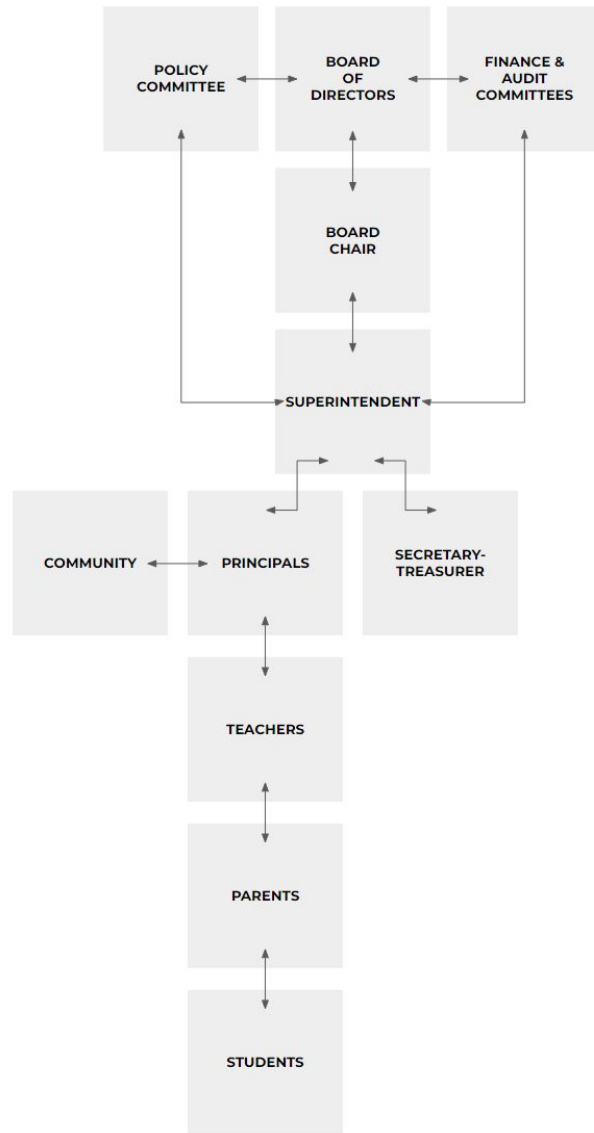 POLICY
COMMITTEE
BOARD
OF
DIRECTORS
FINANCE &
AUDIT
COMMITTEES
BOARD
CHAIR
SUPERINTENDENT
COMMUNITY
PRINCIPALS
SECRETARY-
TREASURER
TEACHERS
PARENTS
STUDENTS